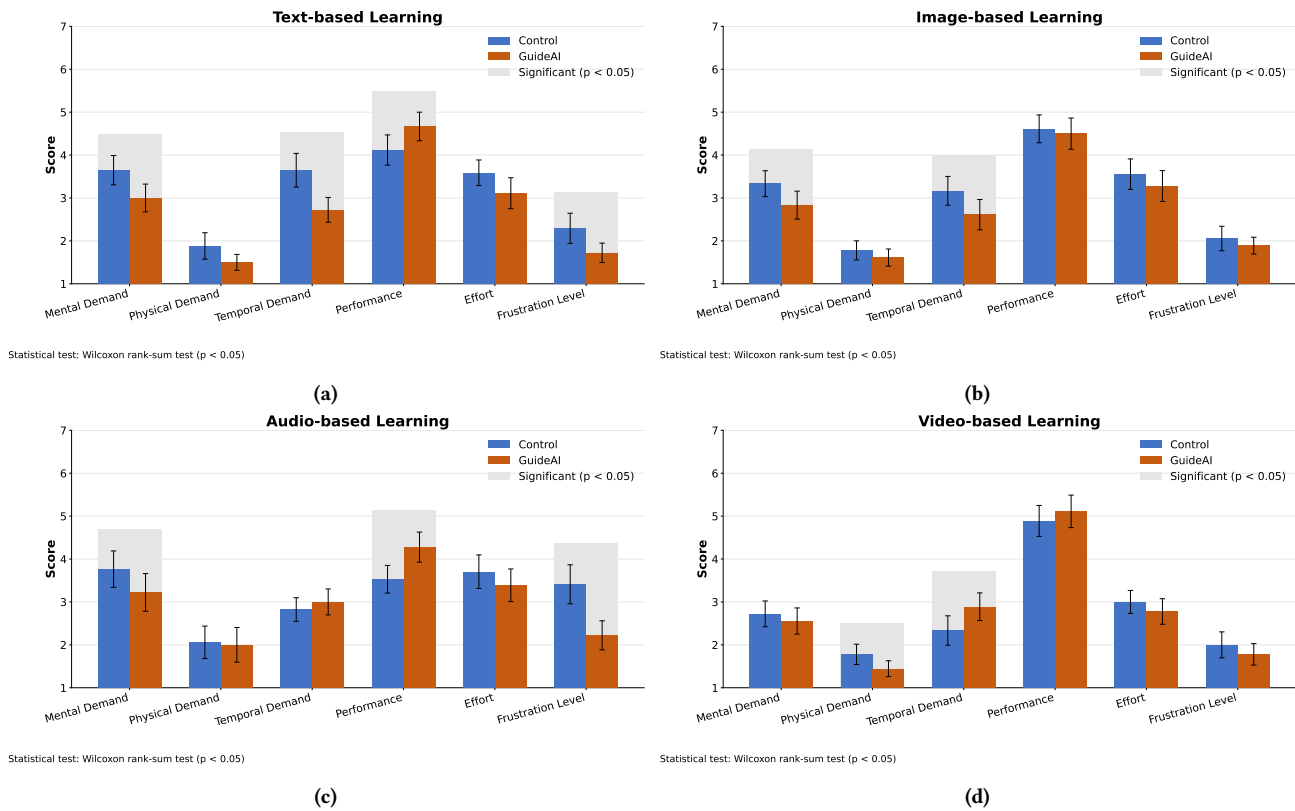 Text-based Learning
7
6
5
4
3
2
1
Score
Control
GuideAI
Significant (p < 0.05)
Mental Demand
Physical Demand
Temporal Demand
Performance
Effort
Frustration Level
Statistical test: Wilcoxon rank-sum test (p < 0.05)
(a)
Image-based Learning
7
6
5
4
3
2
1
Score
Control
GuideAI
Significant (p < 0.05)
Mental Demand
Physical Demand
Temporal Demand
Performance
Effort
Frustration Level
Statistical test: Wilcoxon rank-sum test (p < 0.05)
(b)
Audio-based Learning
7
6
5
4
3
2
1
Score
Control
GuideAI
Significant (p < 0.05)
Mental Demand
Physical Demand
Temporal Demand
Performance
Effort
Frustration Level
Statistical test: Wilcoxon rank-sum test (p < 0.05)
(c)
Video-based Learning
7
6
5
4
3
2
1
Score
Control
GuideAI
Significant (p < 0.05)
Mental Demand
Physical Demand
Temporal Demand
Performance
Effort
Frustration Level
Statistical test: Wilcoxon rank-sum test (p < 0.05)
(d)